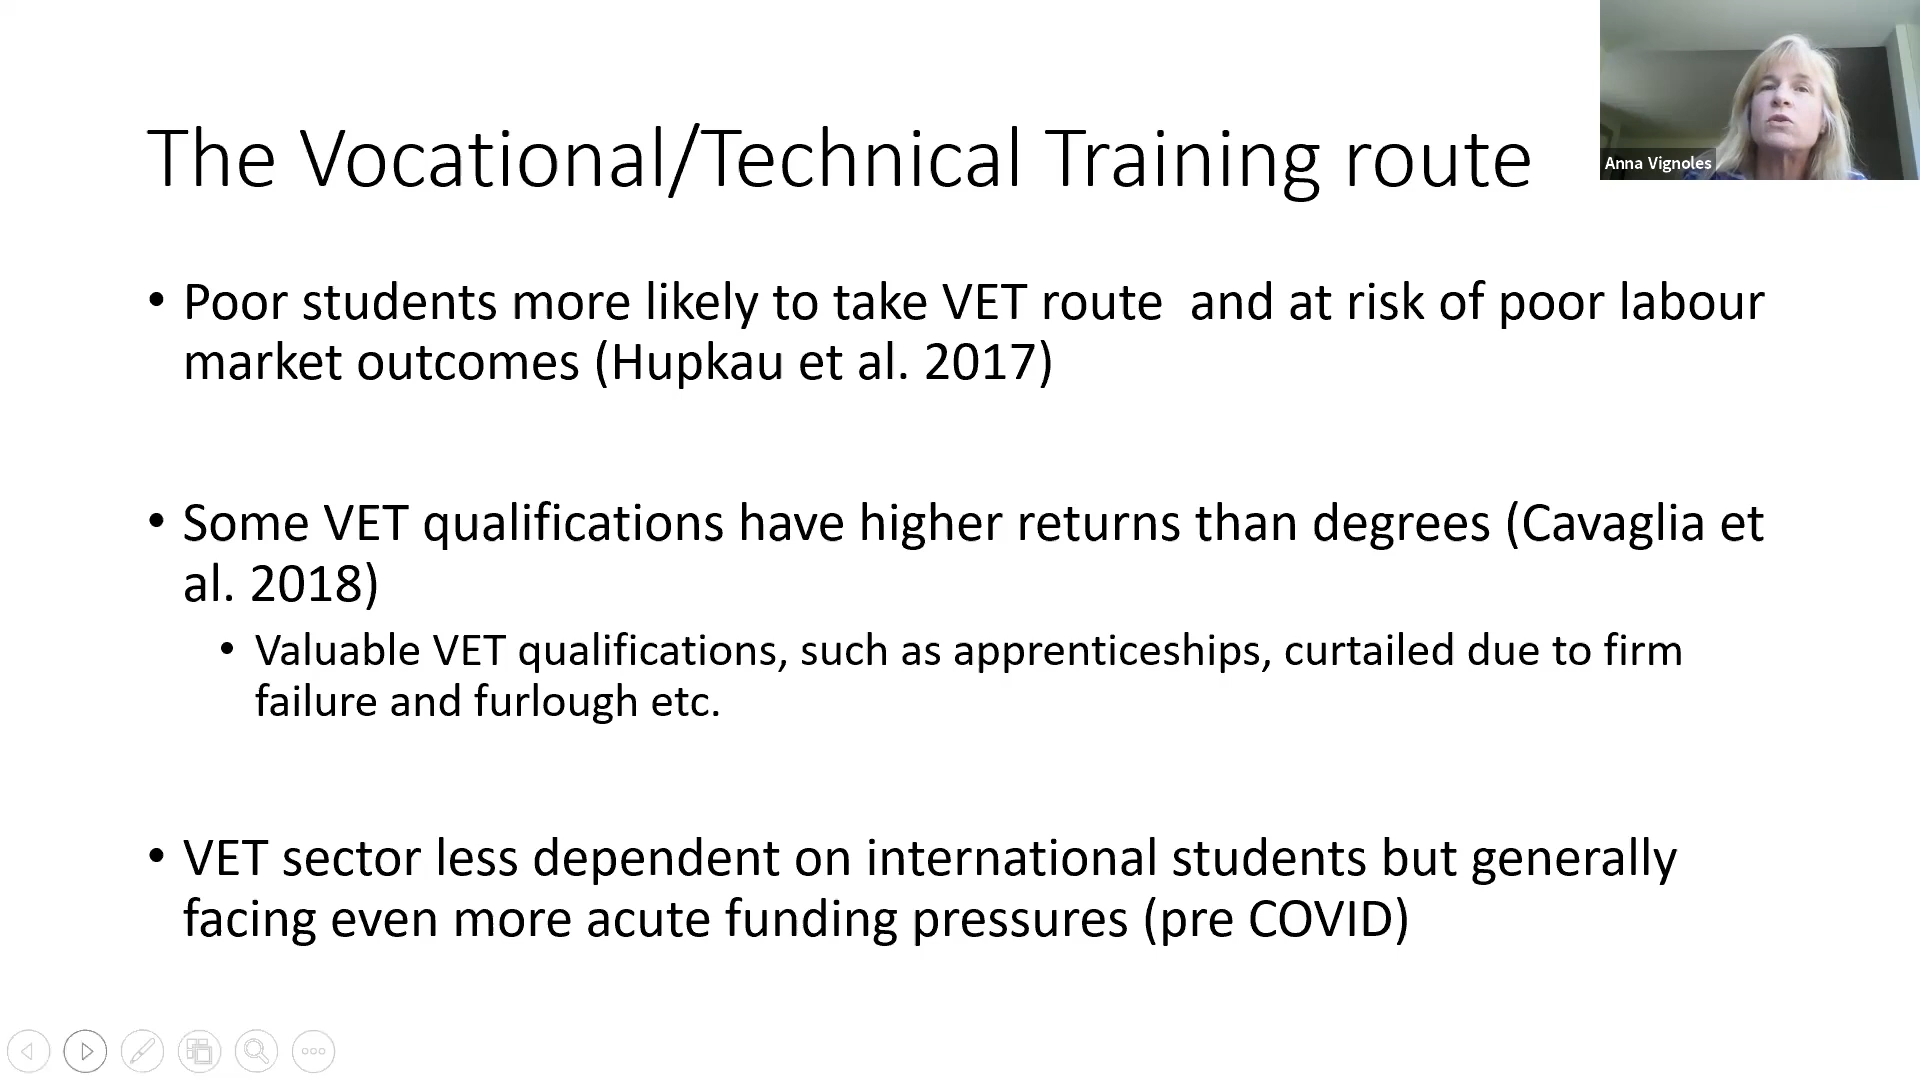 The Vocational/Technical Training route
Anna Vignoles
• Poor students more likely to take VET route  and at risk of poor labour
market outcomes (Hupkau et al. 2017)
• Some VET qualifications have higher returns than degrees (Cavaglia et
al. 2018)
• Valuable VET qualifications, such as apprenticeships, curtailed due to firm
failure and furlough etc.
• VET sector less dependent on international students but generally
facing even more acute funding pressures (pre COVID)